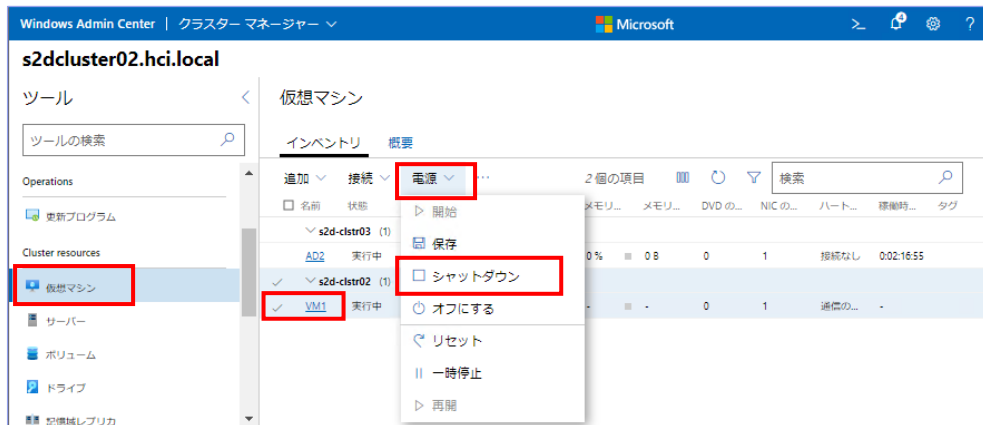 Windows Admin Center | クラスター マネージャー Microsoft >_ 4 ?
s2dcluster02.hci.local
ツール
ツールの検索
Operations
更新プログラム
Cluster resources
仮想マシン
サーバー
ボリューム
ドライブ
記憶域レプリカ
仮想マシン
インベントリ 概要
追加 接続 電源 ... 2 個の項目 検索
名前 状態 メモリ... メモリ... DVD の... NIC の... ハート... 稼働時... タグ
s2d-clstr03 (1)
AD2 実行中 0 % 0 B 0 1 接続なし 0:02:16:55
s2d-clstr02 (1)
VM1 実行中 - - 0 1 通信の... -
開始
保存
シャットダウン
オフにする
リセット
一時停止
再開